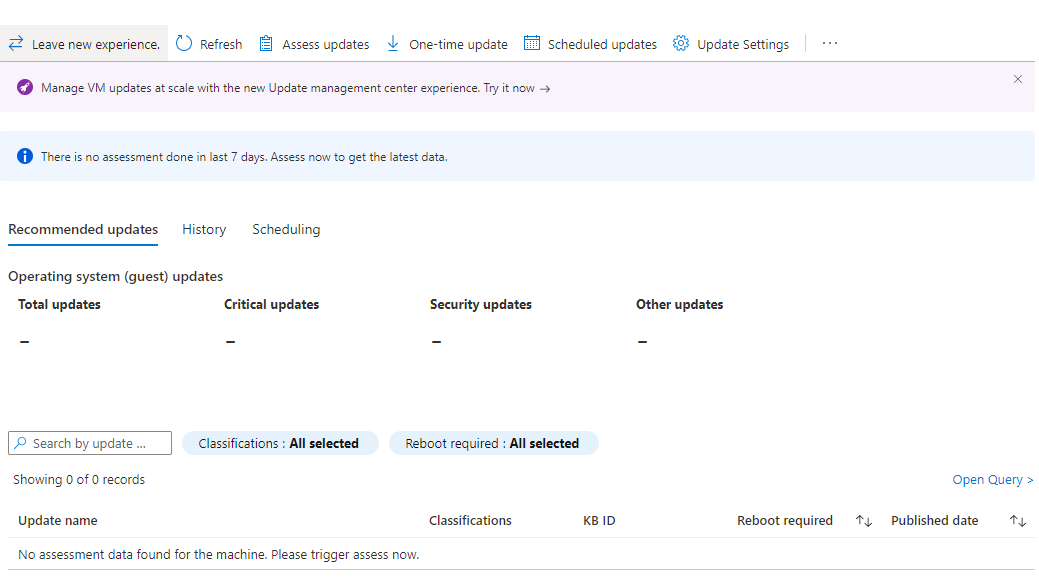 Leave new experience. Refresh Assess updates One-time update Scheduled updates Update Settings ...
Manage VM updates at scale with the new Update management center experience. Try it now →
There is no assessment done in last 7 days. Assess now to get the latest data.
Recommended updates History Scheduling
Operating system (guest) updates
Total updates Critical updates Security updates Other updates
– – – –
Search by update ... Classifications : All selected Reboot required : All selected
Showing 0 of 0 records Open Query >
Update name Classifications KB ID Reboot required ↑↓ Published date ↑↓
No assessment data found for the machine. Please trigger assess now.